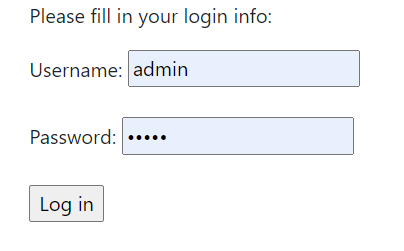 Please fill in your login info:
Username: admin
Password: •••••
Log in